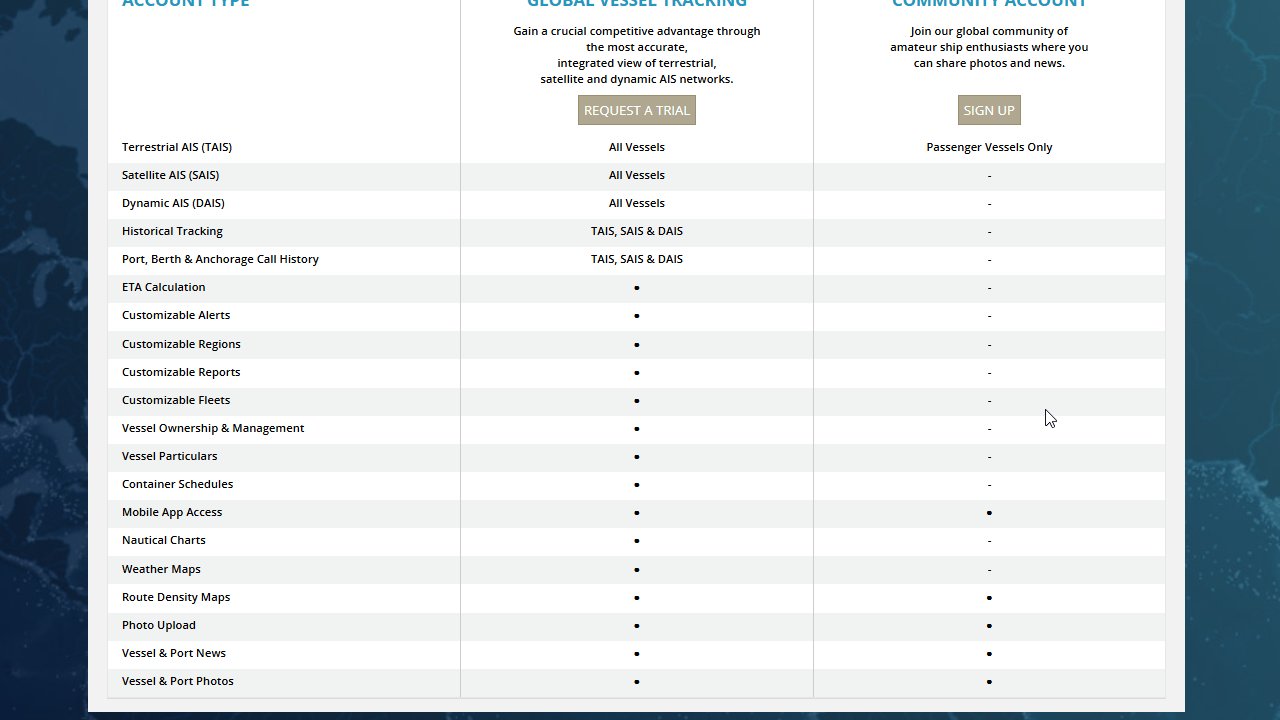 ACCOUNT TYPE GLOBAL VESSEL TRACKING COMMUNITY ACCOUNT
Gain a crucial competitive advantage through
the most accurate,
integrated view of terrestrial,
satellite and dynamic AIS networks.
Join our global community of
amateur ship enthusiasts where you
can share photos and news.
REQUEST A TRIAL SIGN UP
Terrestrial AIS (TAIS) All Vessels Passenger Vessels Only
Satellite AIS (SAIS) All Vessels -
Dynamic AIS (DAIS) All Vessels -
Historical Tracking TAIS, SAIS & DAIS -
Port, Berth & Anchorage Call History TAIS, SAIS & DAIS -
ETA Calculation • -
Customizable Alerts • -
Customizable Regions • -
Customizable Reports • -
Customizable Fleets • -
Vessel Ownership & Management • -
Vessel Particulars • -
Container Schedules • -
Mobile App Access • •
Nautical Charts • -
Weather Maps • -
Route Density Maps • •
Photo Upload • •
Vessel & Port News • •
Vessel & Port Photos • •